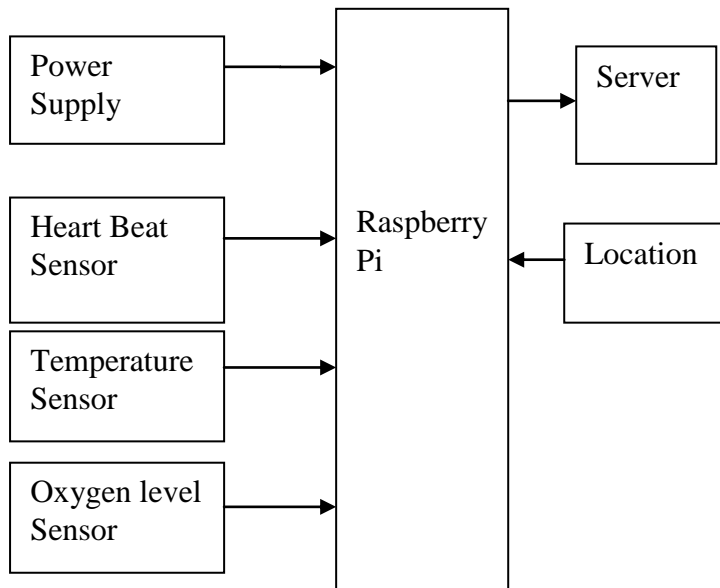 Power
Supply
Server
Heart Beat
Sensor
Raspberry
Pi
Location
Temperature
Sensor
Oxygen level
Sensor